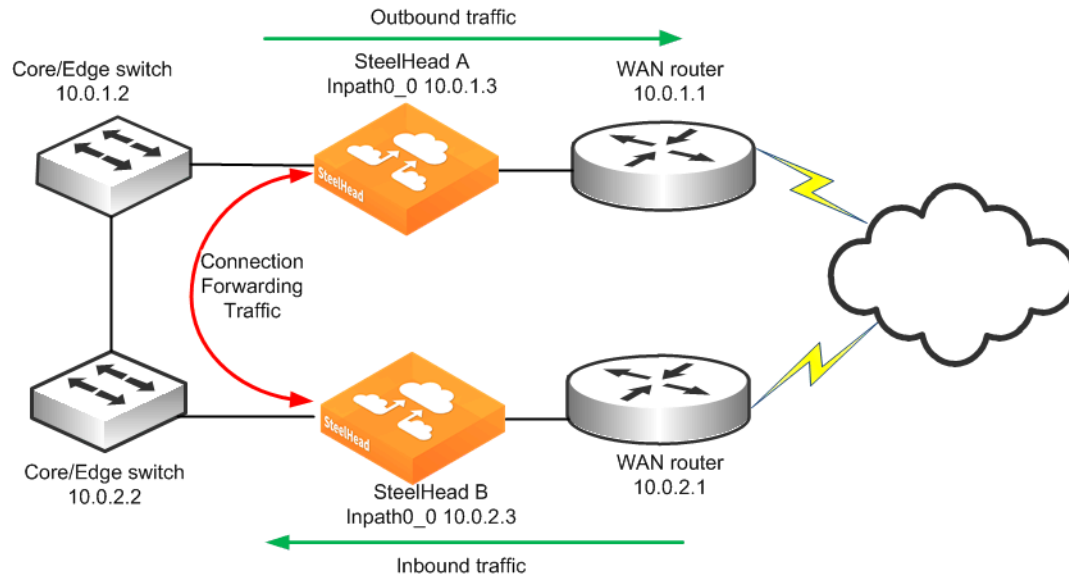 Outbound traffic
Core/Edge switch
10.0.1.2
SteelHead A
Inpath0_0 10.0.1.3
WAN router
10.0.1.1
SteelHead
Connection
Forwarding
Traffic
SteelHead
Core/Edge switch
10.0.2.2
SteelHead B
Inpath0_0 10.0.2.3
WAN router
10.0.2.1
Inbound traffic